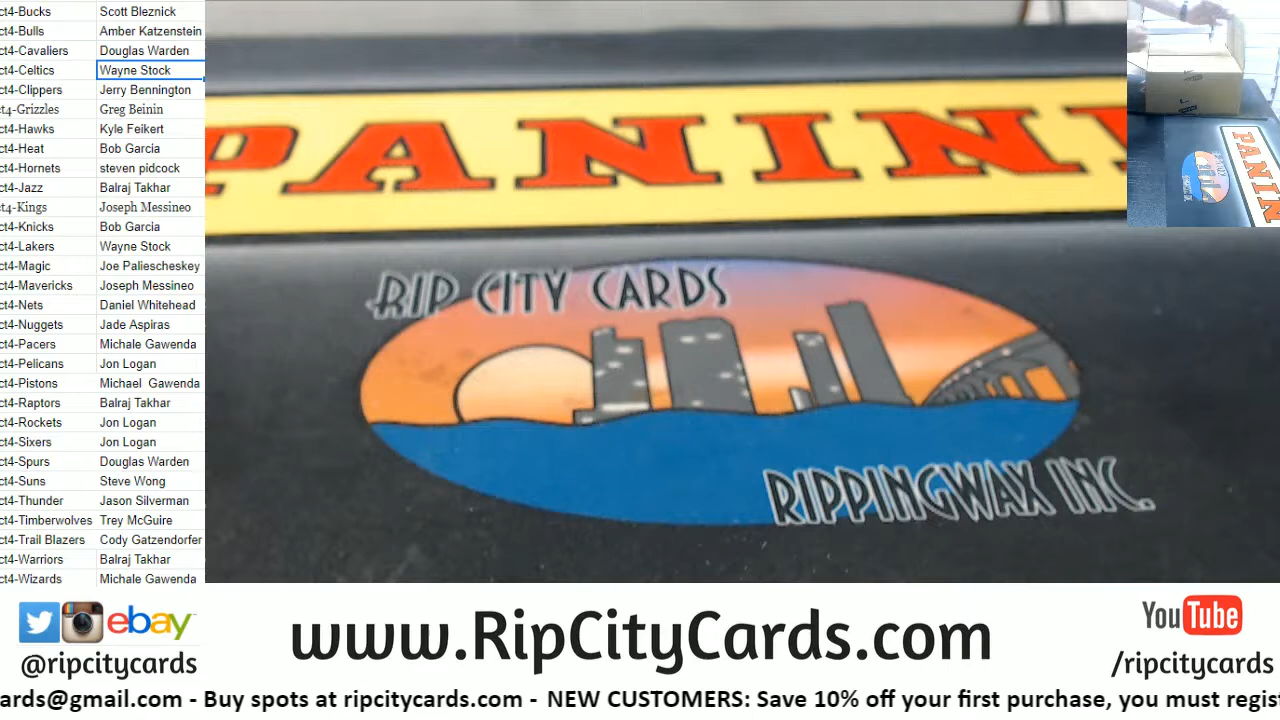 ct4-Bucks Scott Bleznick
ct4-Bulls Amber Katzenstein
ct4-Cavaliers Douglas Warden
ct4-Celtics Wayne Stock
ct4-Clippers Jerry Bennington
ct4-Grizzles Greg Beinin
ct4-Hawks Kyle Feikert
ct4-Heat Bob Garcia
ct4-Hornets steven pidcock
ct4-Jazz Balraj Takhar
ct4-Kings Joseph Messineo
ct4-Knicks Bob Garcia
ct4-Lakers Wayne Stock
ct4-Magic Joe Paliescheskey
ct4-Mavericks Joseph Messineo
ct4-Nets Daniel Whitehead
ct4-Nuggets Jade Aspiras
ct4-Pacers Michale Gawenda
ct4-Pelicans Jon Logan
ct4-Pistons Michael Gawenda
ct4-Raptors Balraj Takhar
ct4-Rockets Jon Logan
ct4-Sixers Jon Logan
ct4-Spurs Douglas Warden
ct4-Suns Steve Wong
ct4-Thunder Jason Silverman
ct4-Timberwolves Trey McGuire
ct4-Trail Blazers Cody Gatzendorfer
ct4-Warriors Balraj Takhar
ct4-Wizards Michale Gawenda
PANINI
RIP CITY CARDS
RIPPINGWAX INC.
PANIN
ebay
@ripcitycards
www.RipCityCards.com
YouTube
/ripcitycards
ards@gmail.com - Buy spots at ripcitycards.com - NEW CUSTOMERS: Save 10% off your first purchase, you must regis